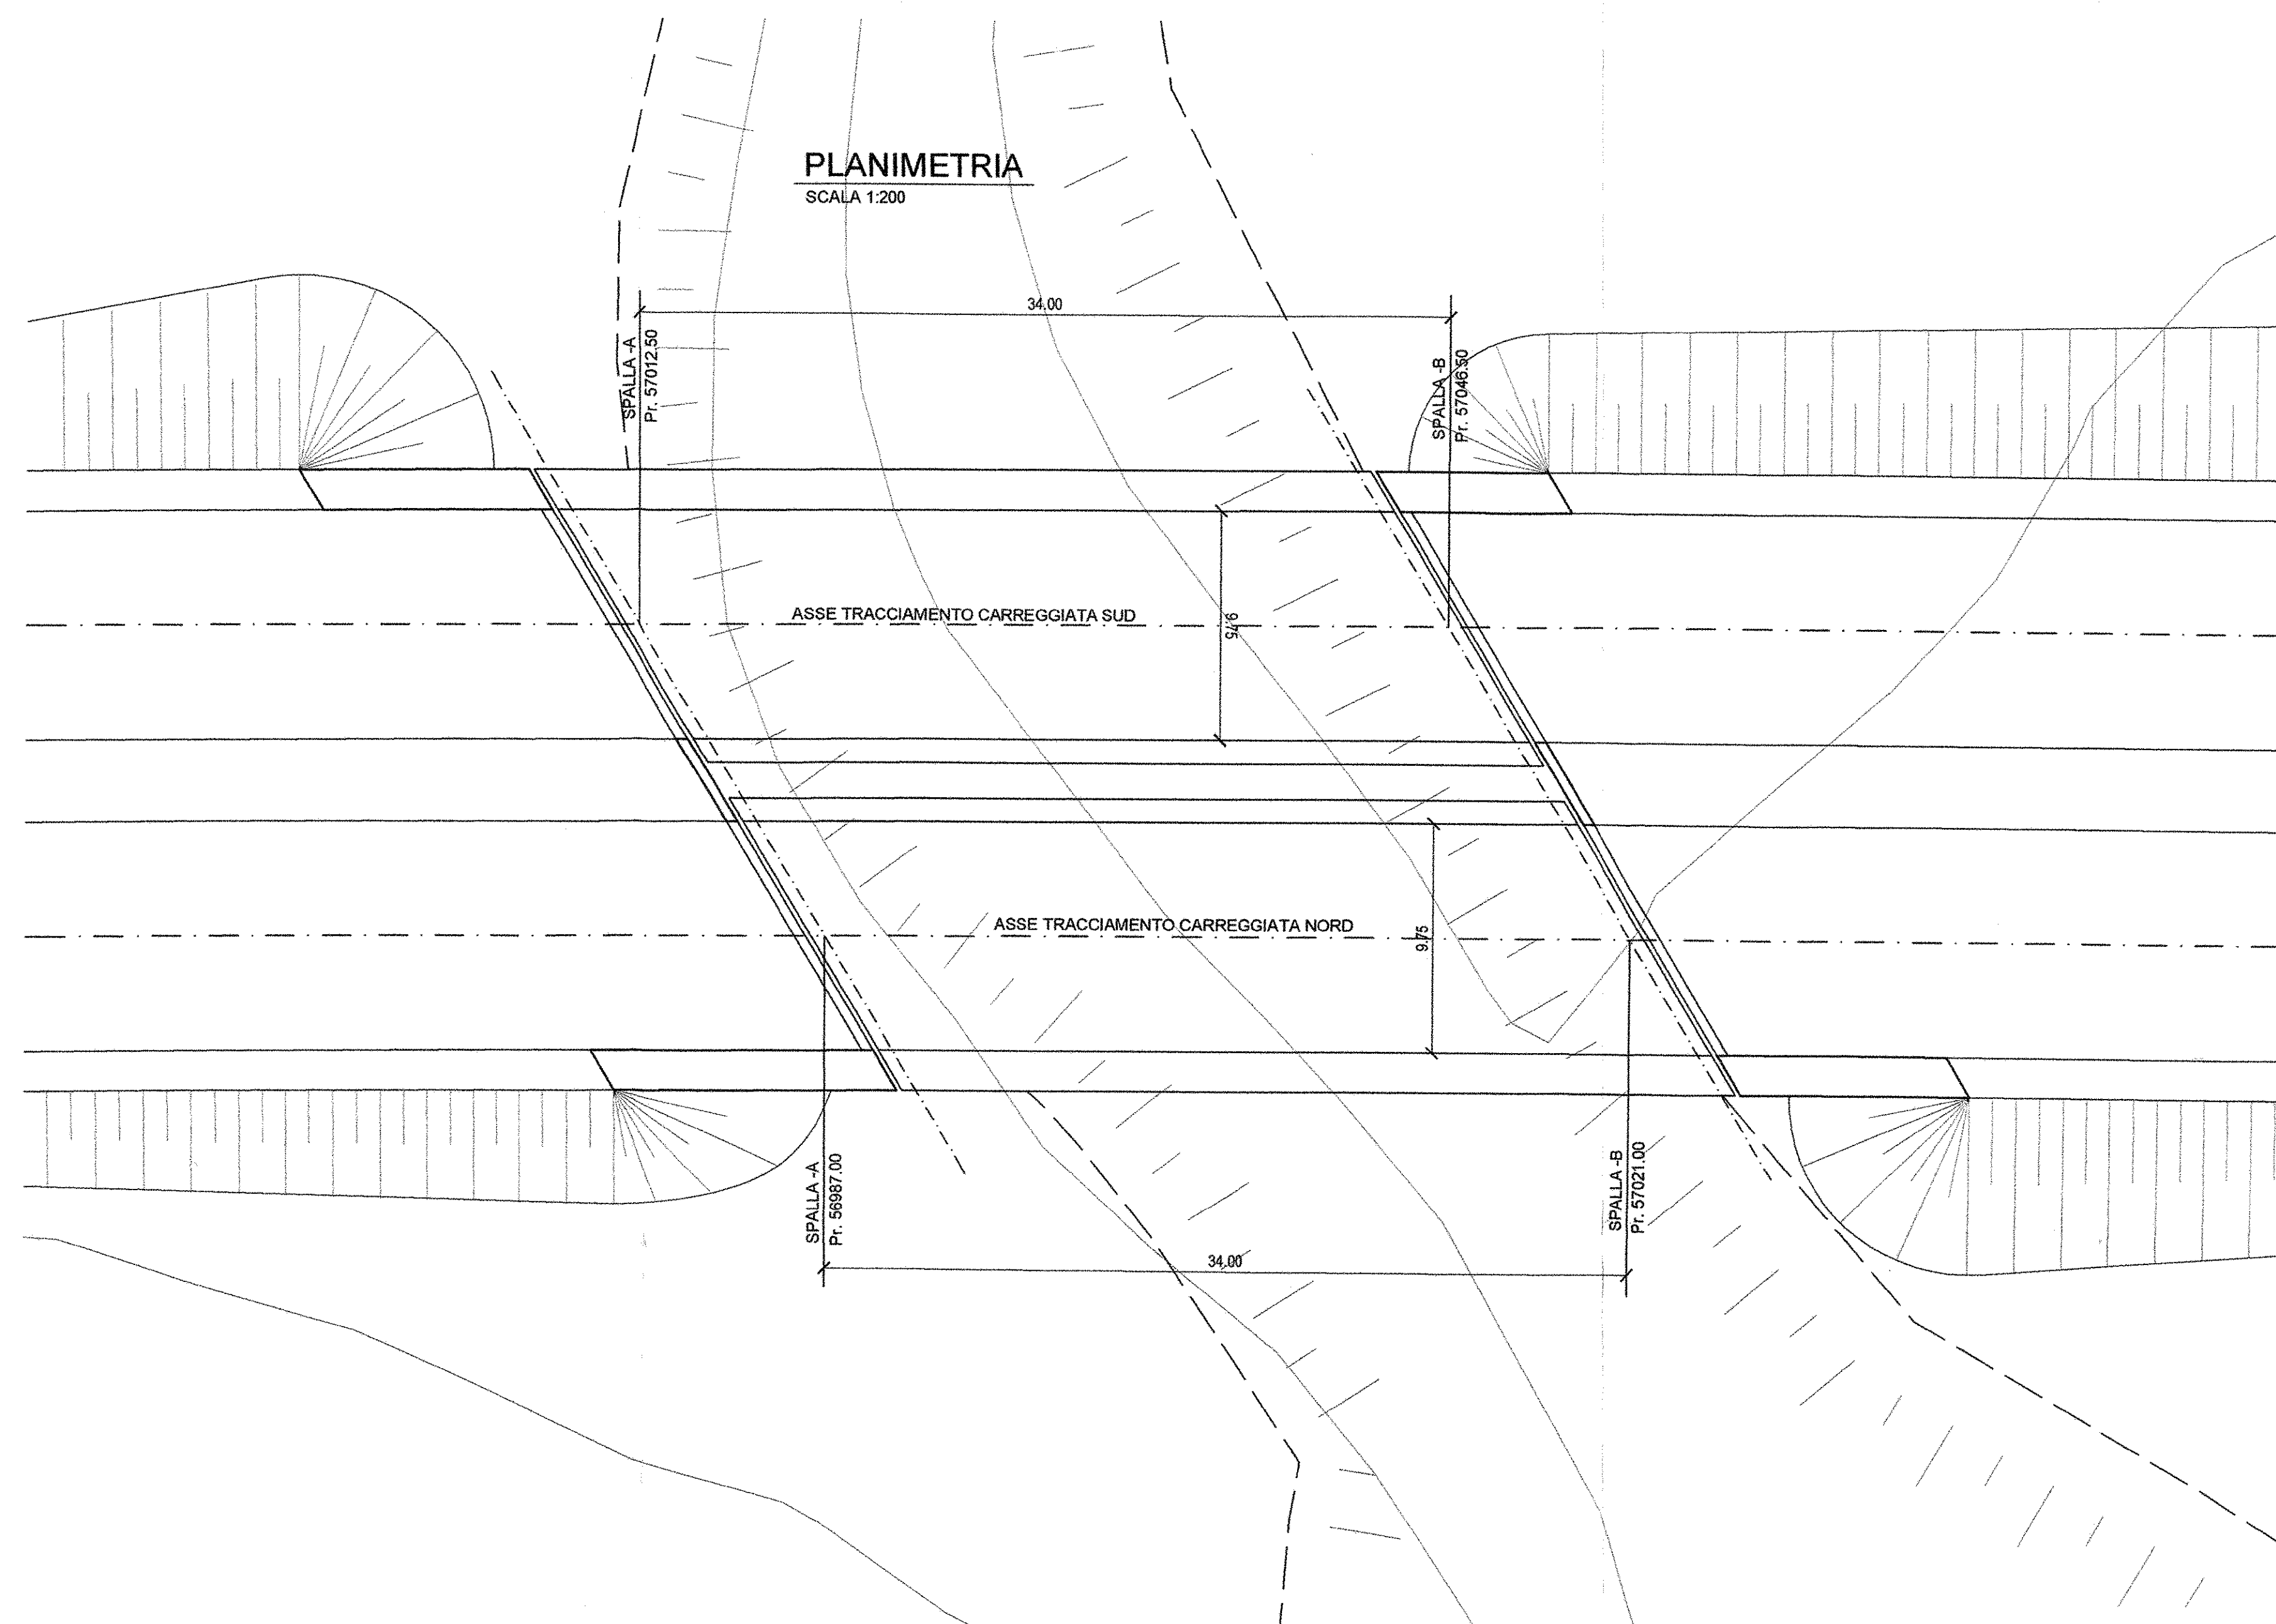 PLANIMETRIA
SCALA 1:200
34.00
SPALLA -A
Pr. 57012.50
SPALLA -B
Pr. 57046.50
ASSE TRACCIAMENTO CARREGGIATA SUD
9.75
ASSE TRACCIAMENTO CARREGGIATA NORD
9.75
SPALLA -A
Pr. 56987.00
SPALLA -B
Pr. 57021.00
34.00